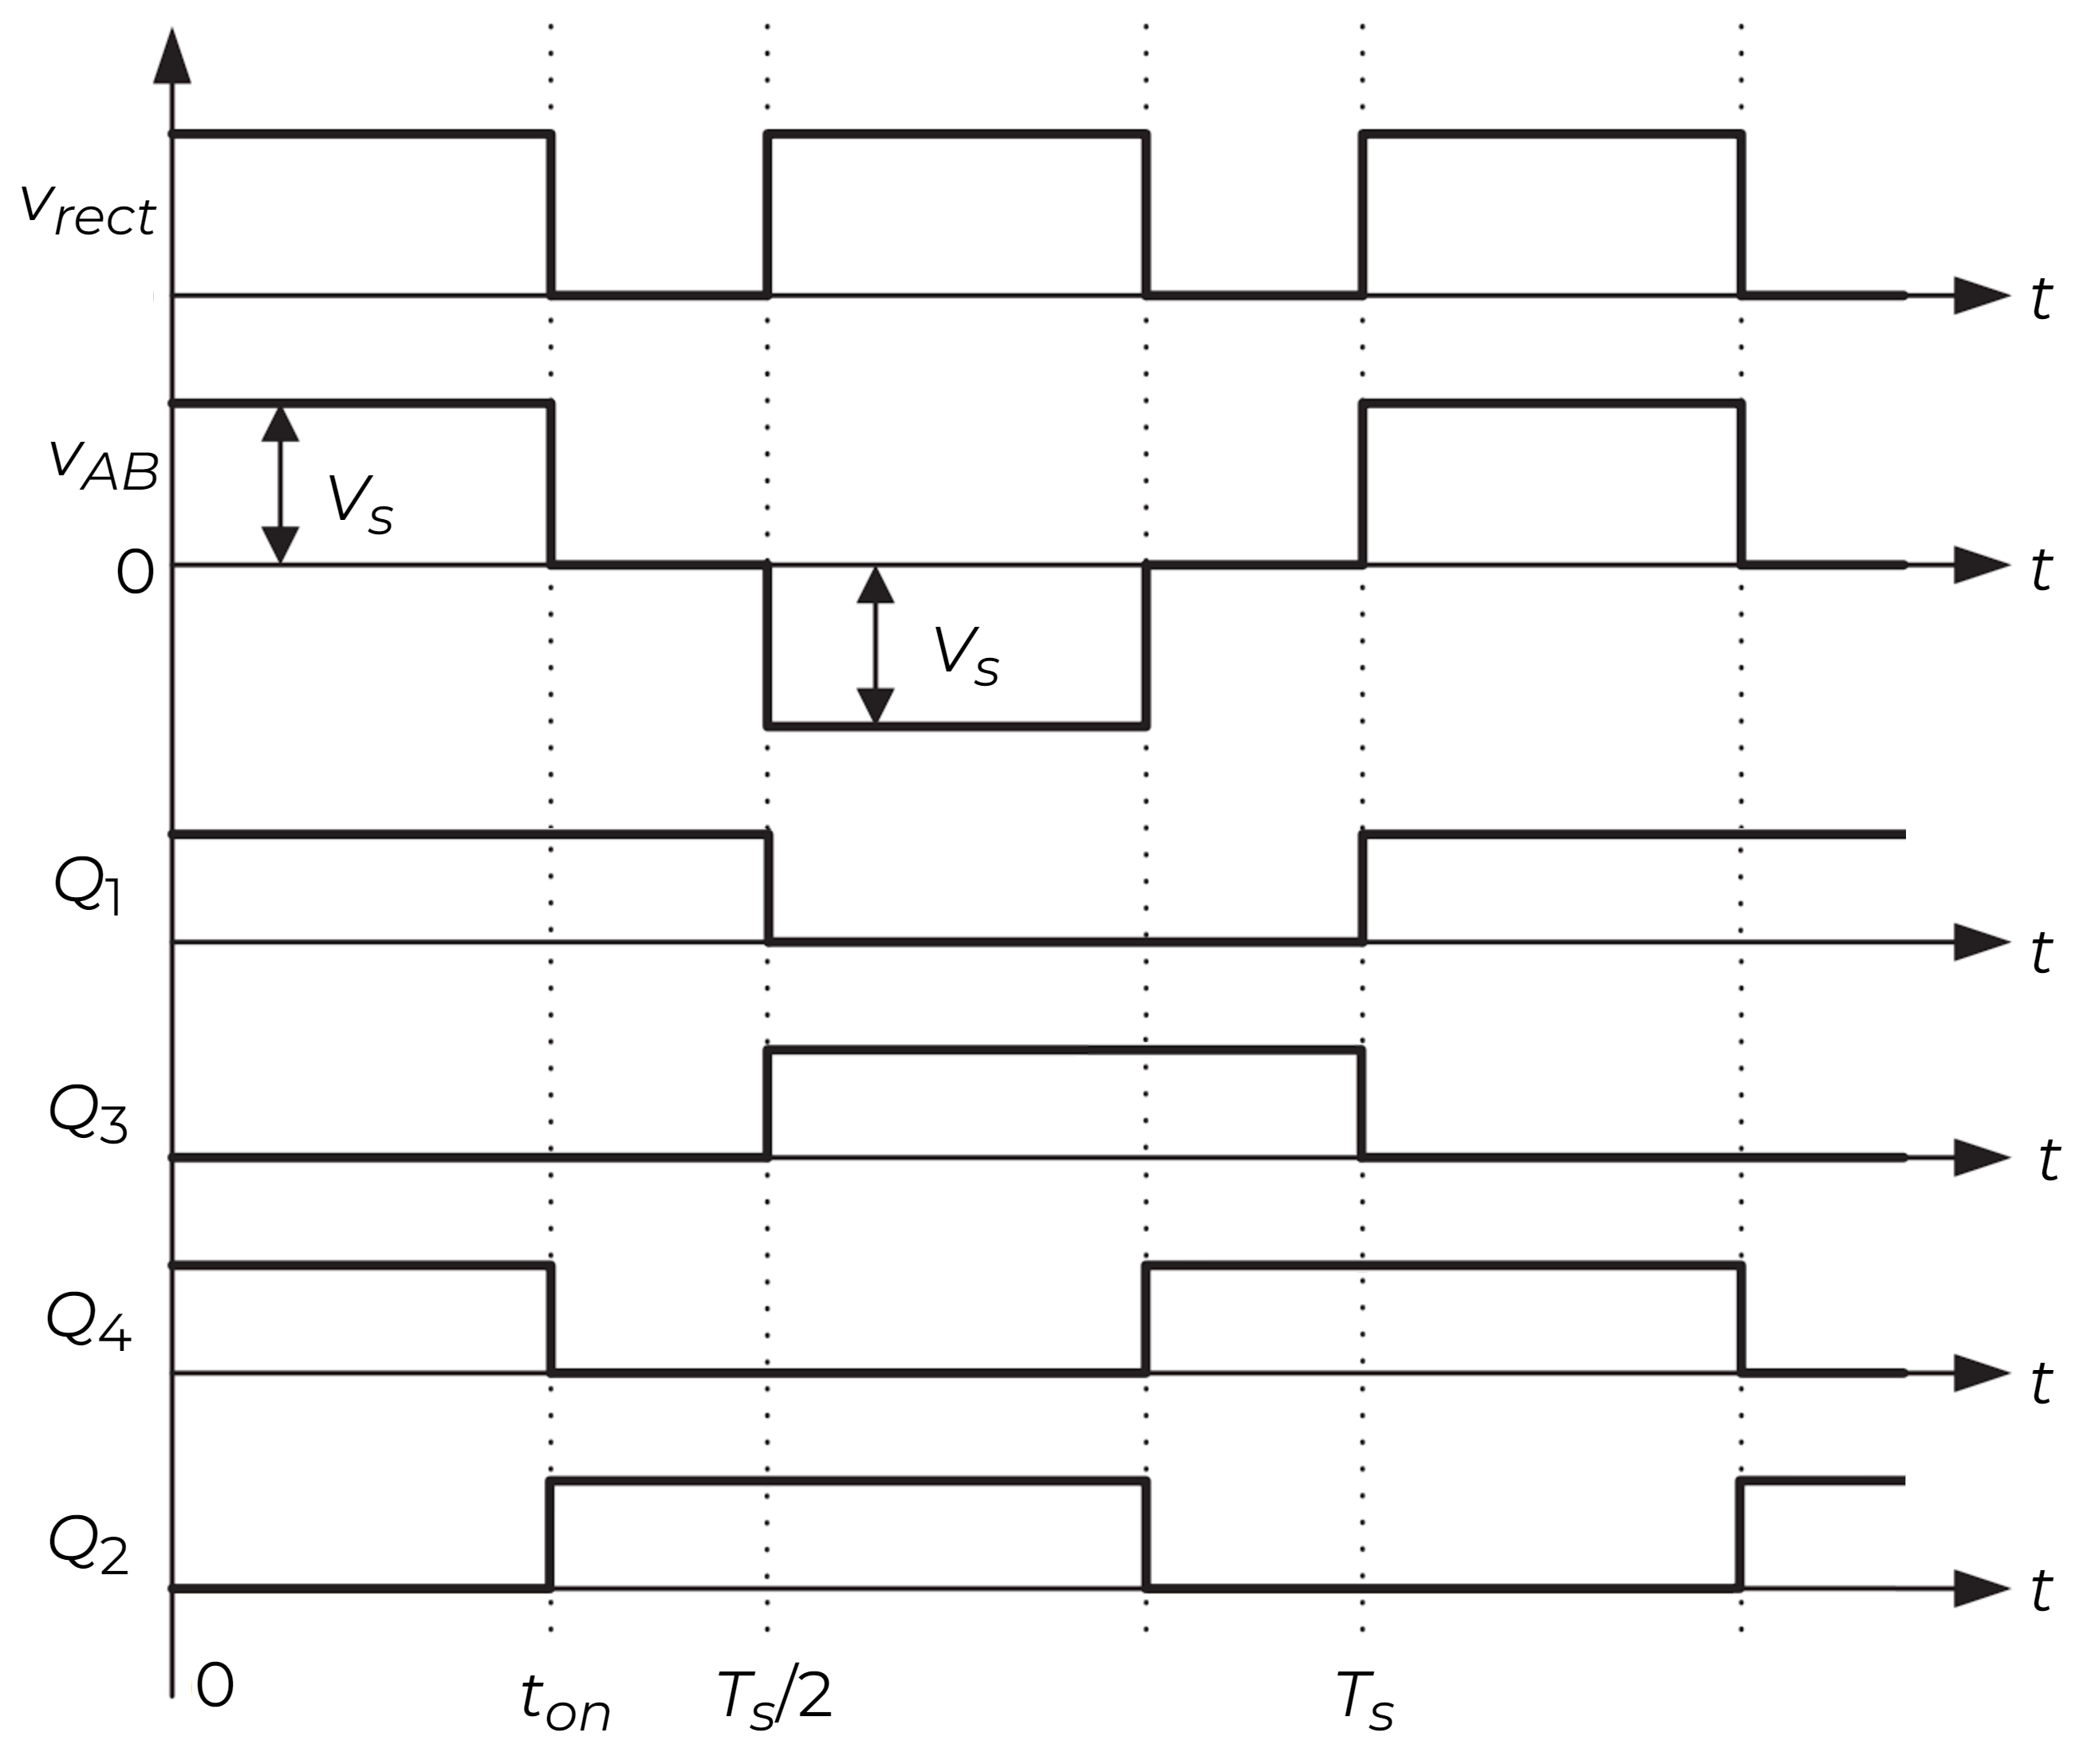 v_rect
t
v_AB
V_s
0
t
V_s
Q_1
t
Q_3
t
Q_4
t
Q_2
t
0 t_on T_s/2 T_s